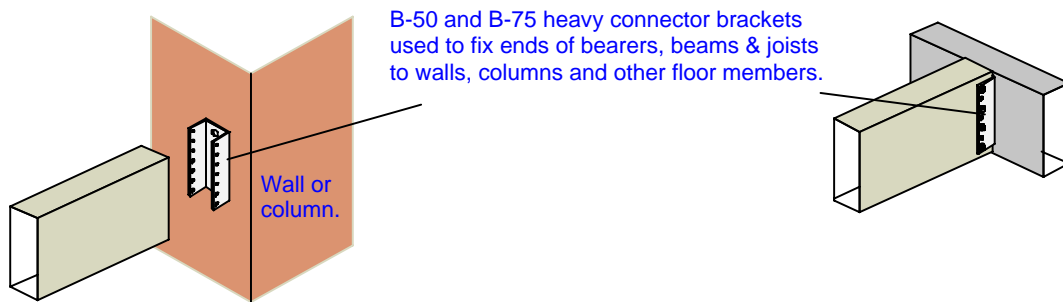 B-50 and B-75 heavy connector brackets
used to fix ends of bearers, beams & joists
to walls, columns and other floor members.
Wall or
column.